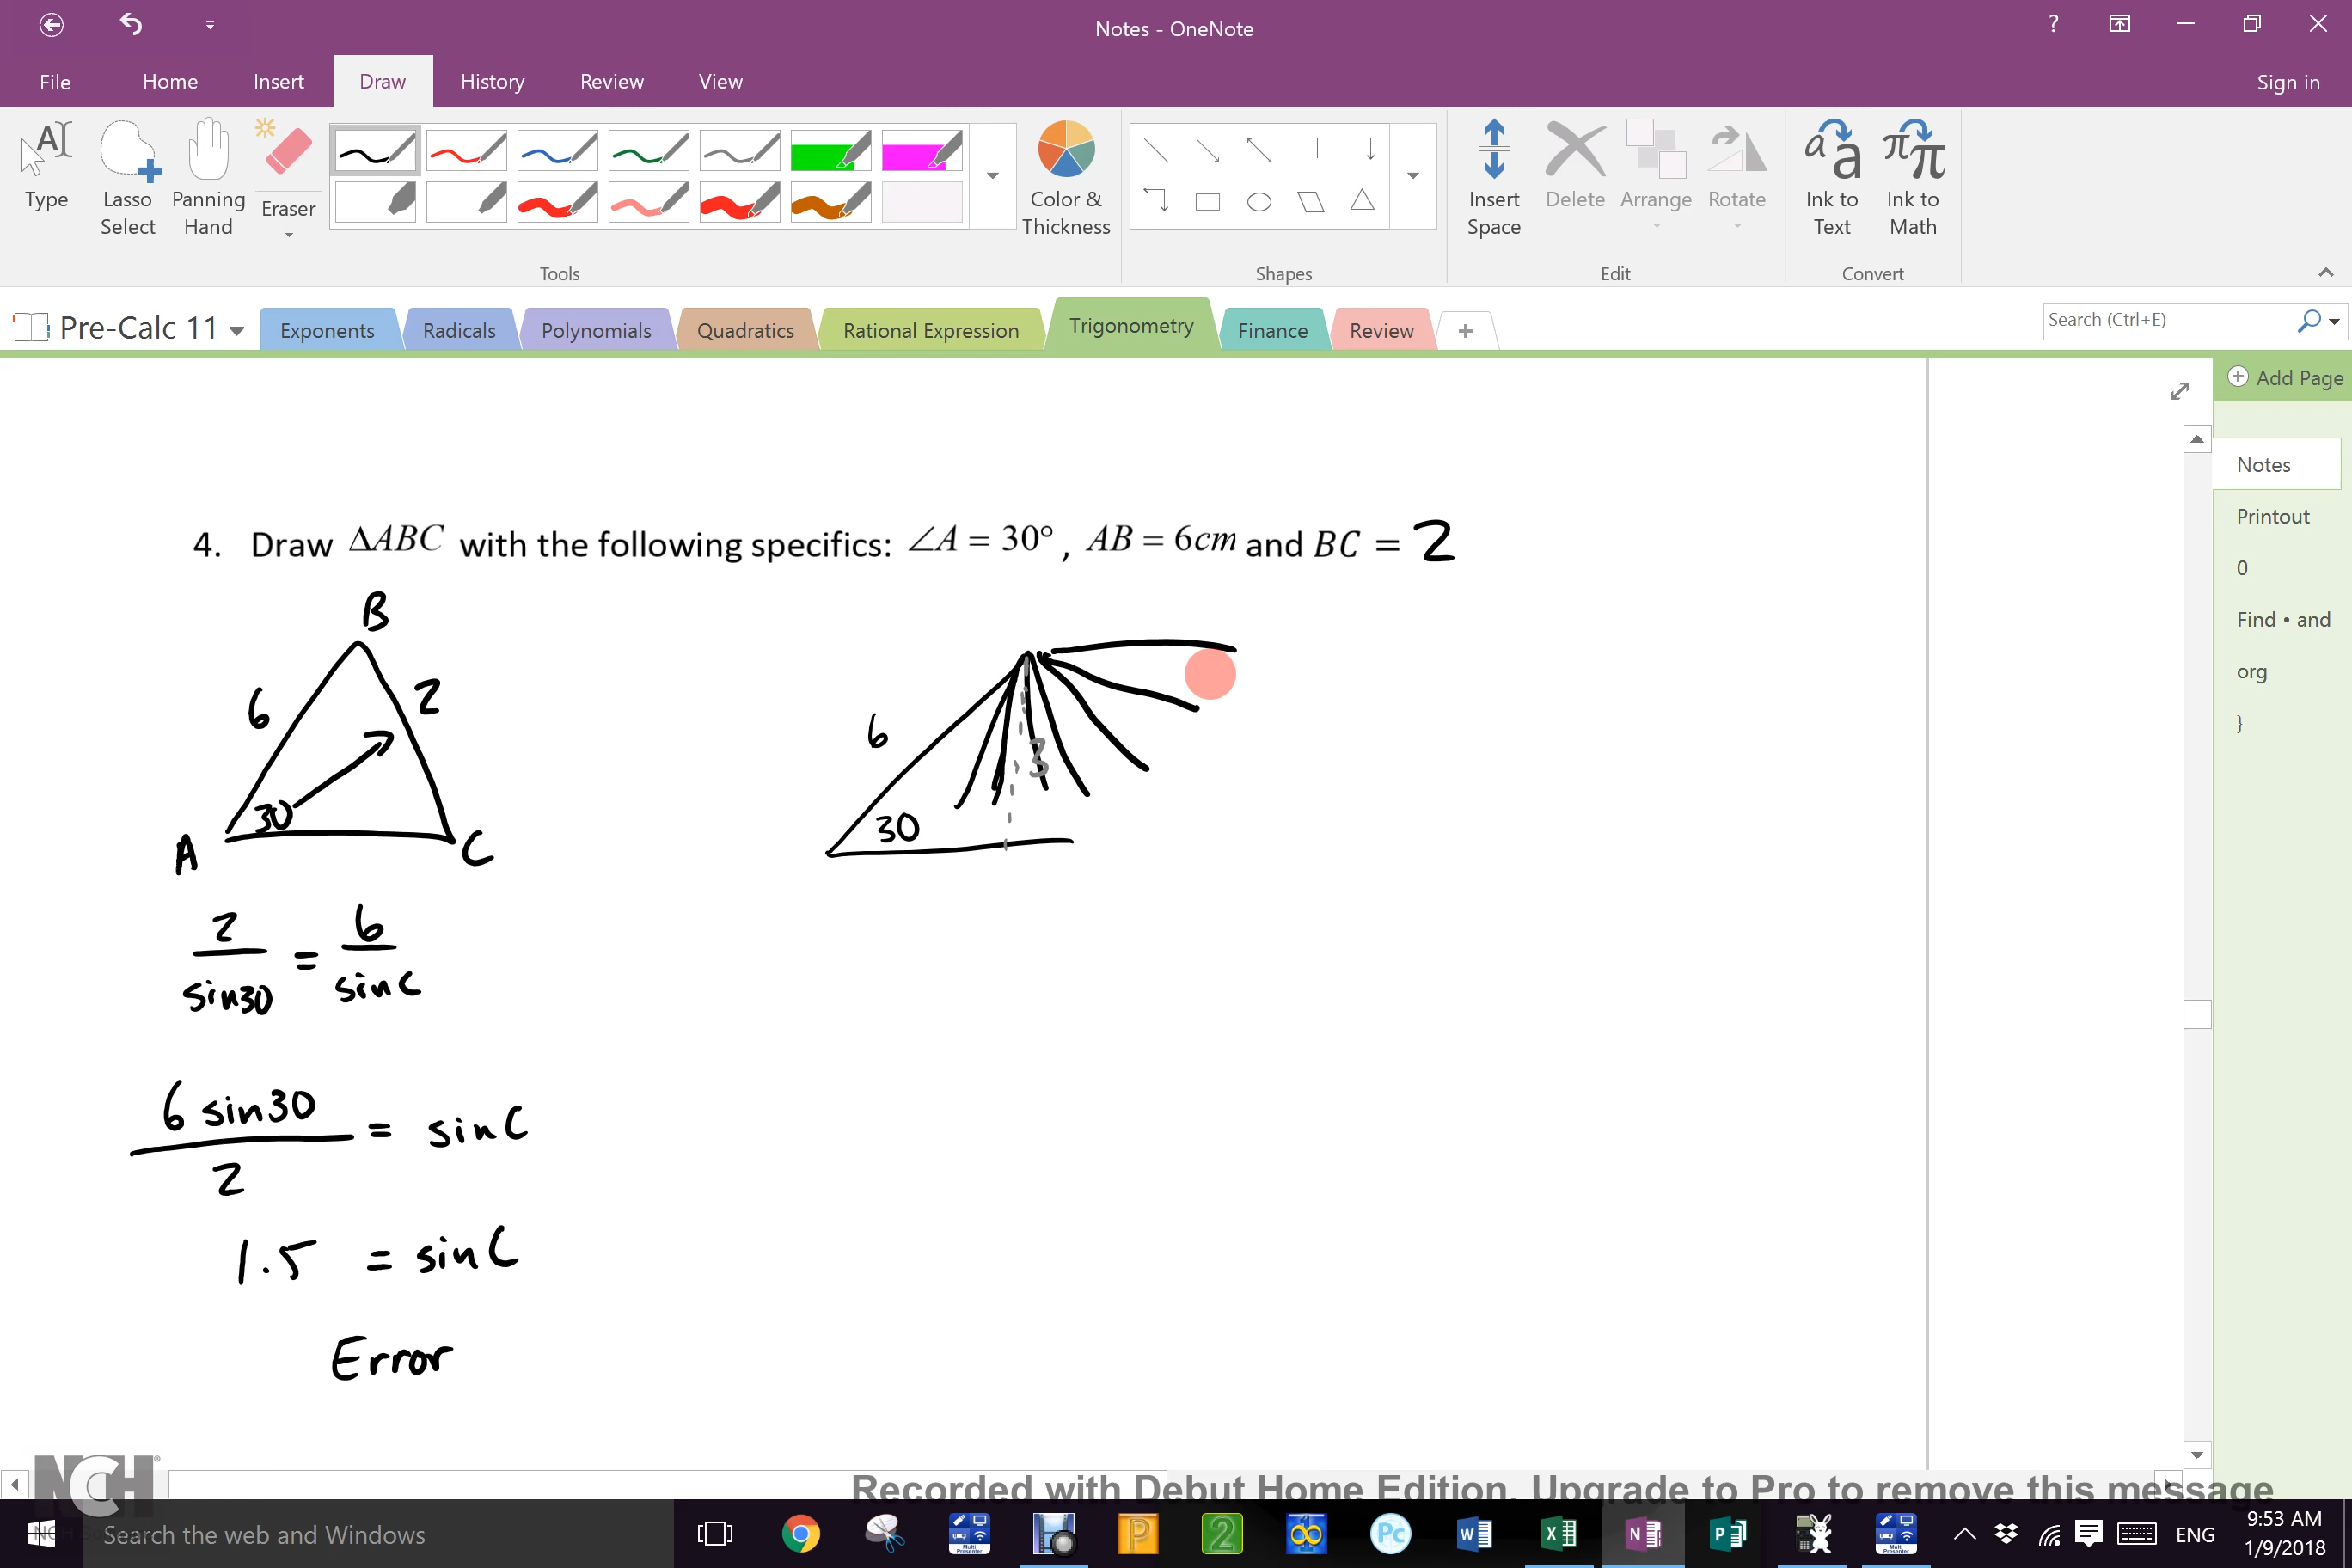 Notes - OneNote
?
File Home Insert Draw History Review View Sign in
Type
Lasso Select
Panning Hand
Eraser
Color & Thickness
Insert Space
Delete
Arrange
Rotate
Ink to Text
Ink to Math
Tools Shapes Edit Convert
Pre-Calc 11 Exponents Radicals Polynomials Quadratics Rational Expression Trigonometry Finance Review + Search (Ctrl+E)
Add Page
Notes
Printout
0
Find • and
org
}
4. Draw ΔABC with the following specifics: ∠A = 30°, AB = 6cm and BC = 2
B
6 2
30
A C
6
3
30
2/sin30 = 6/sinC
6 sin30/2 = sinC
1.5 = sinC
Error
NCH
Recorded with Debut Home Edition. Upgrade to Pro to remove this message
Search the web and Windows
ENG
9:53 AM
1/9/2018